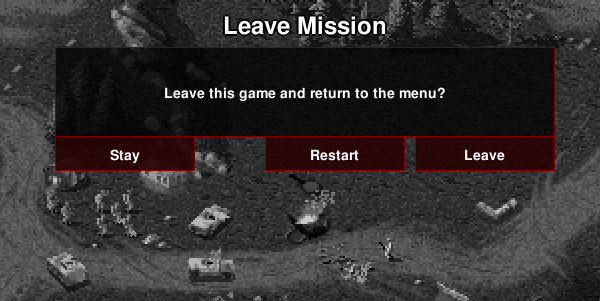 Leave Mission
Leave this game and return to the menu?
Stay
Restart
Leave